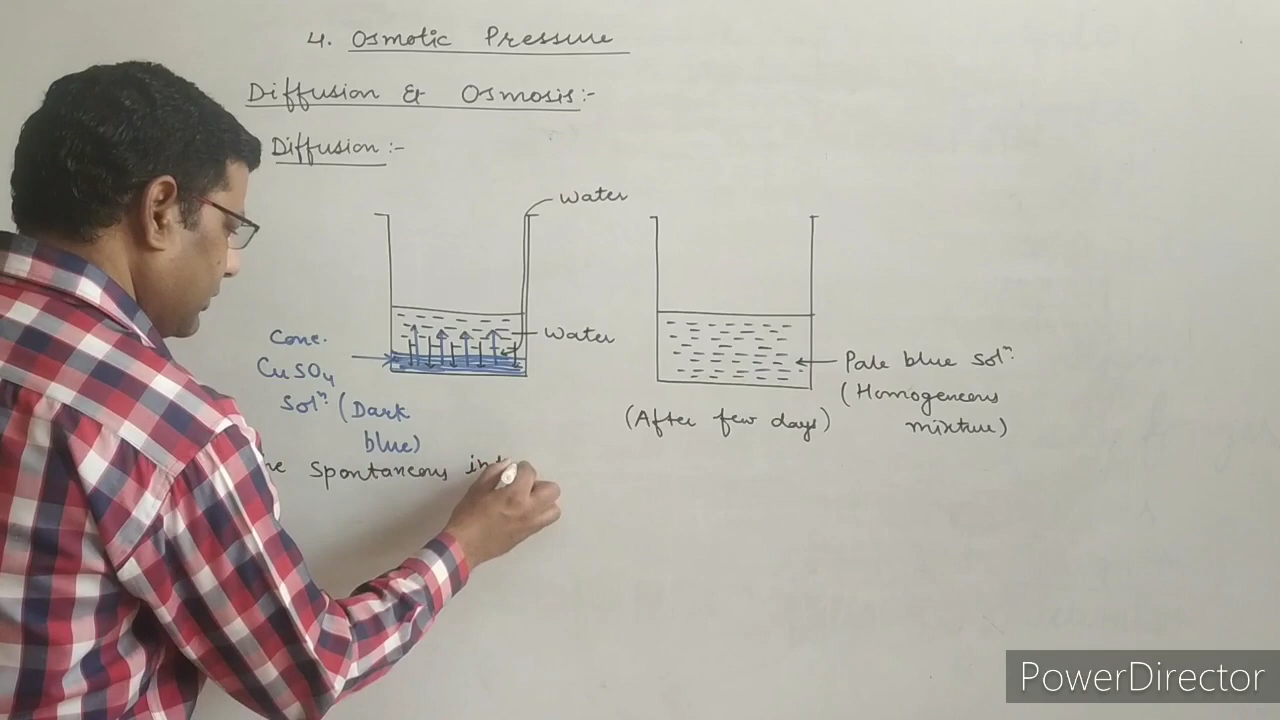 4. Osmotic Pressure
Diffusion & Osmosis:-
Diffusion :-
Water
Water
Conc.
CuSO4
Solⁿ (Dark
blue)
Pale blue solⁿ
(Homogeneous
mixture)
(After few days)
Spontaneous
PowerDirector